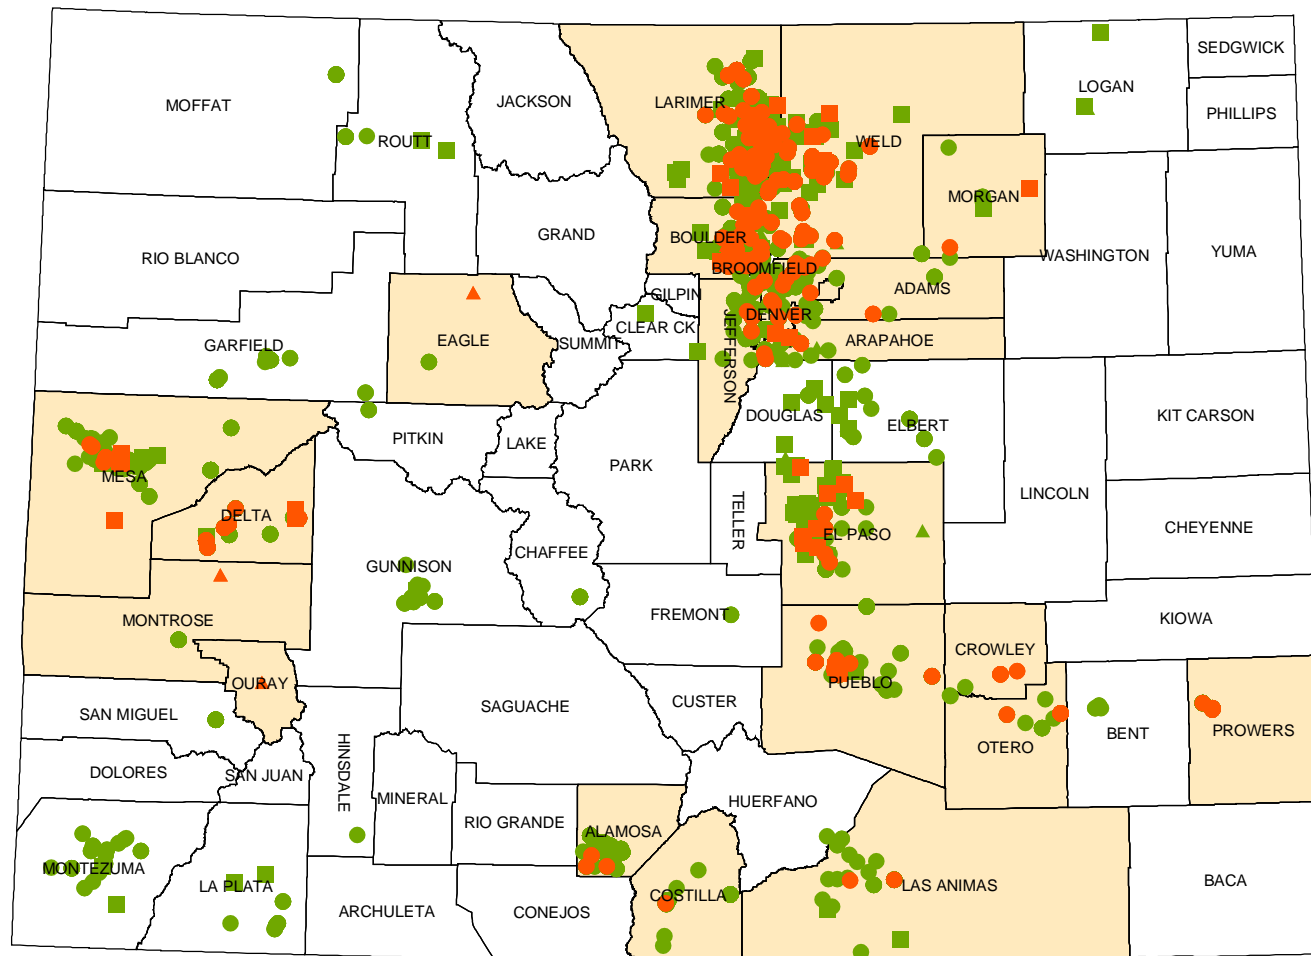 SEDGWICK
LOGAN
MOFFAT
JACKSON
LARIMER
PHILLIPS
ROUTT
WELD
MORGAN
GRAND
BOULDER
RIO BLANCO
WASHINGTON
YUMA
BROOMFIELD
GILPIN
ADAMS
CLEAR CK
DENVER
EAGLE
SUMMIT
GARFIELD
JEFFERSON
ARAPAHOE
DOUGLAS
ELBERT
KIT CARSON
PITKIN
LAKE
PARK
MESA
LINCOLN
DELTA
TELLER
EL PASO
CHEYENNE
CHAFFEE
GUNNISON
MONTROSE
FREMONT
KIOWA
CROWLEY
OURAY
PUEBLO
SAGUACHE
CUSTER
SAN MIGUEL
OTERO
BENT
PROWERS
DOLORES
SAN JUAN
HINSDALE
MINERAL
HUERFANO
RIO GRANDE
ALAMOSA
MONTEZUMA
LA PLATA
COSTILLA
LAS ANIMAS
BACA
ARCHULETA
CONEJOS